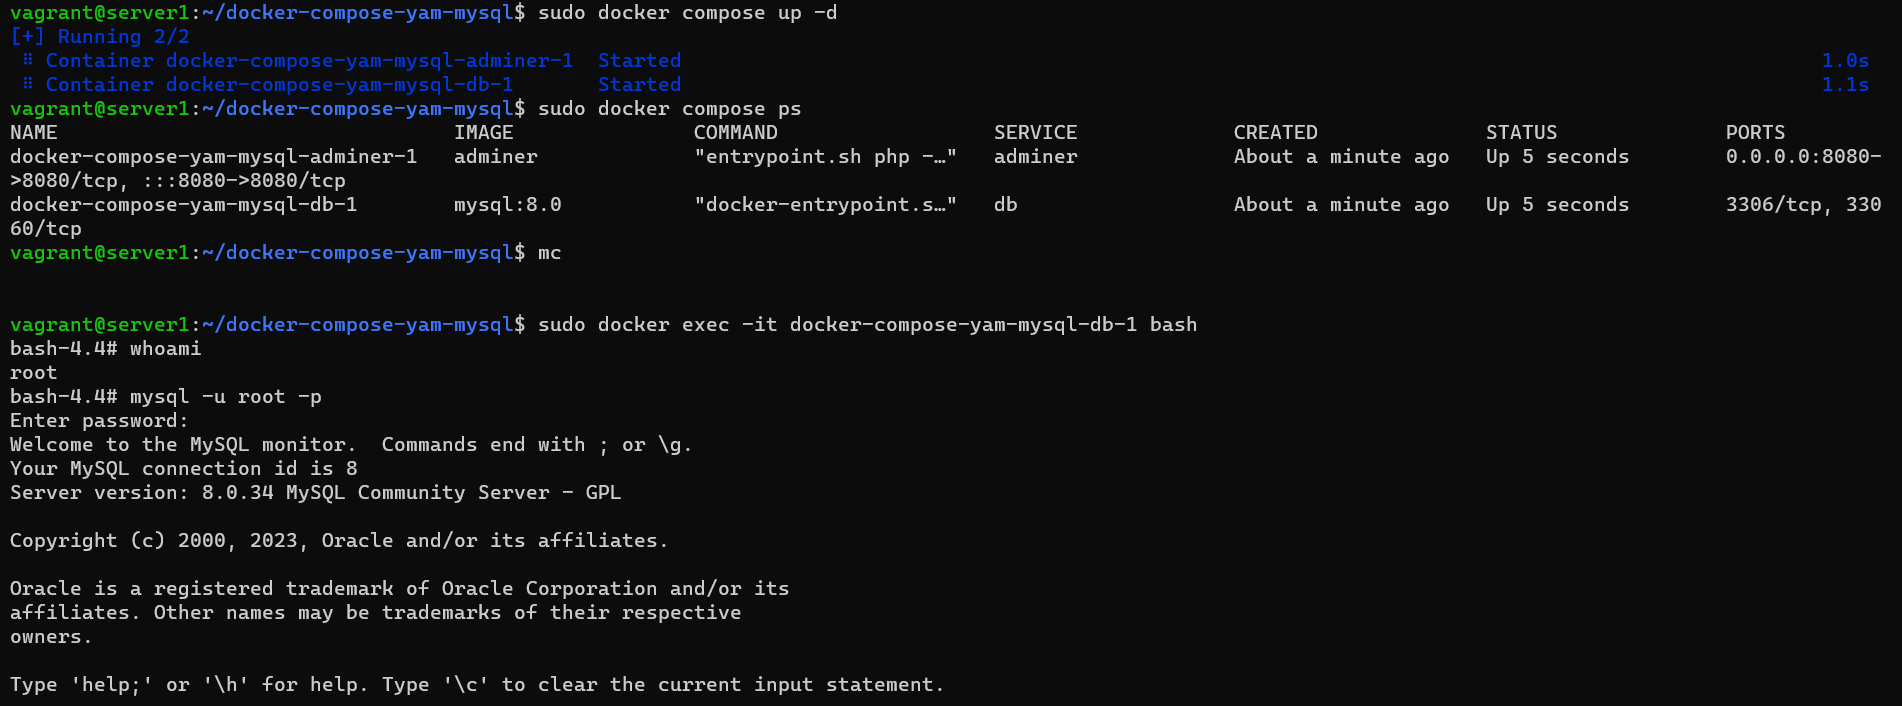 vagrant@server1:~/docker-compose-yam-mysql$ sudo docker compose up -d
[+] Running 2/2
 ⠿ Container docker-compose-yam-mysql-adminer-1  Started 1.0s
 ⠿ Container docker-compose-yam-mysql-db-1       Started 1.1s
vagrant@server1:~/docker-compose-yam-mysql$ sudo docker compose ps
NAME                                 IMAGE               COMMAND                  SERVICE             CREATED              STATUS              PORTS
docker-compose-yam-mysql-adminer-1   adminer             "entrypoint.sh php -…"   adminer             About a minute ago   Up 5 seconds        0.0.0.0:8080-
>8080/tcp, :::8080->8080/tcp
docker-compose-yam-mysql-db-1        mysql:8.0           "docker-entrypoint.s…"   db                  About a minute ago   Up 5 seconds        3306/tcp, 330
60/tcp
vagrant@server1:~/docker-compose-yam-mysql$ mc
vagrant@server1:~/docker-compose-yam-mysql$ sudo docker exec -it docker-compose-yam-mysql-db-1 bash
bash-4.4# whoami
root
bash-4.4# mysql -u root -p
Enter password:
Welcome to the MySQL monitor.  Commands end with ; or \g.
Your MySQL connection id is 8
Server version: 8.0.34 MySQL Community Server - GPL
Copyright (c) 2000, 2023, Oracle and/or its affiliates.
Oracle is a registered trademark of Oracle Corporation and/or its
affiliates. Other names may be trademarks of their respective
owners.
Type 'help;' or '\h' for help. Type '\c' to clear the current input statement.